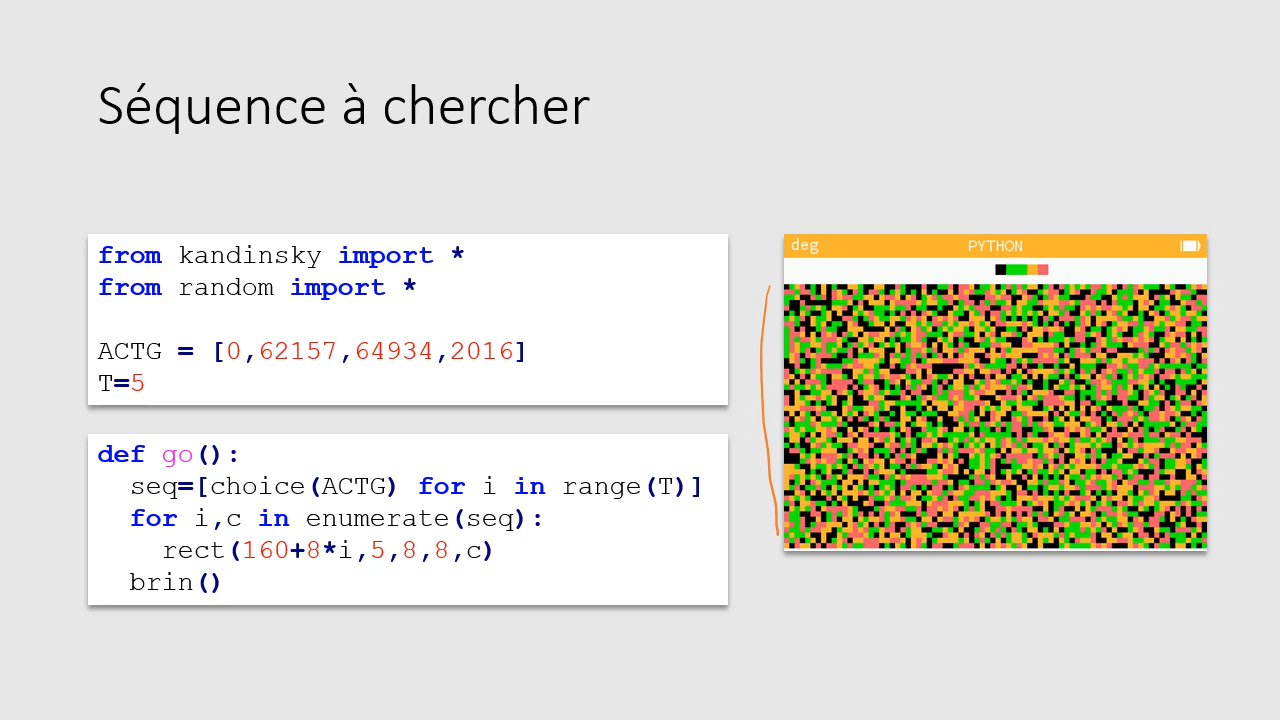 Séquence à chercher
from kandinsky import *
from random import *
ACTG = [0,62157,64934,2016]
T=5
def go():
  seq=[choice(ACTG) for i in range(T)]
  for i,c in enumerate(seq):
    rect(160+8*i,5,8,8,c)
  brin()
deg PYTHON